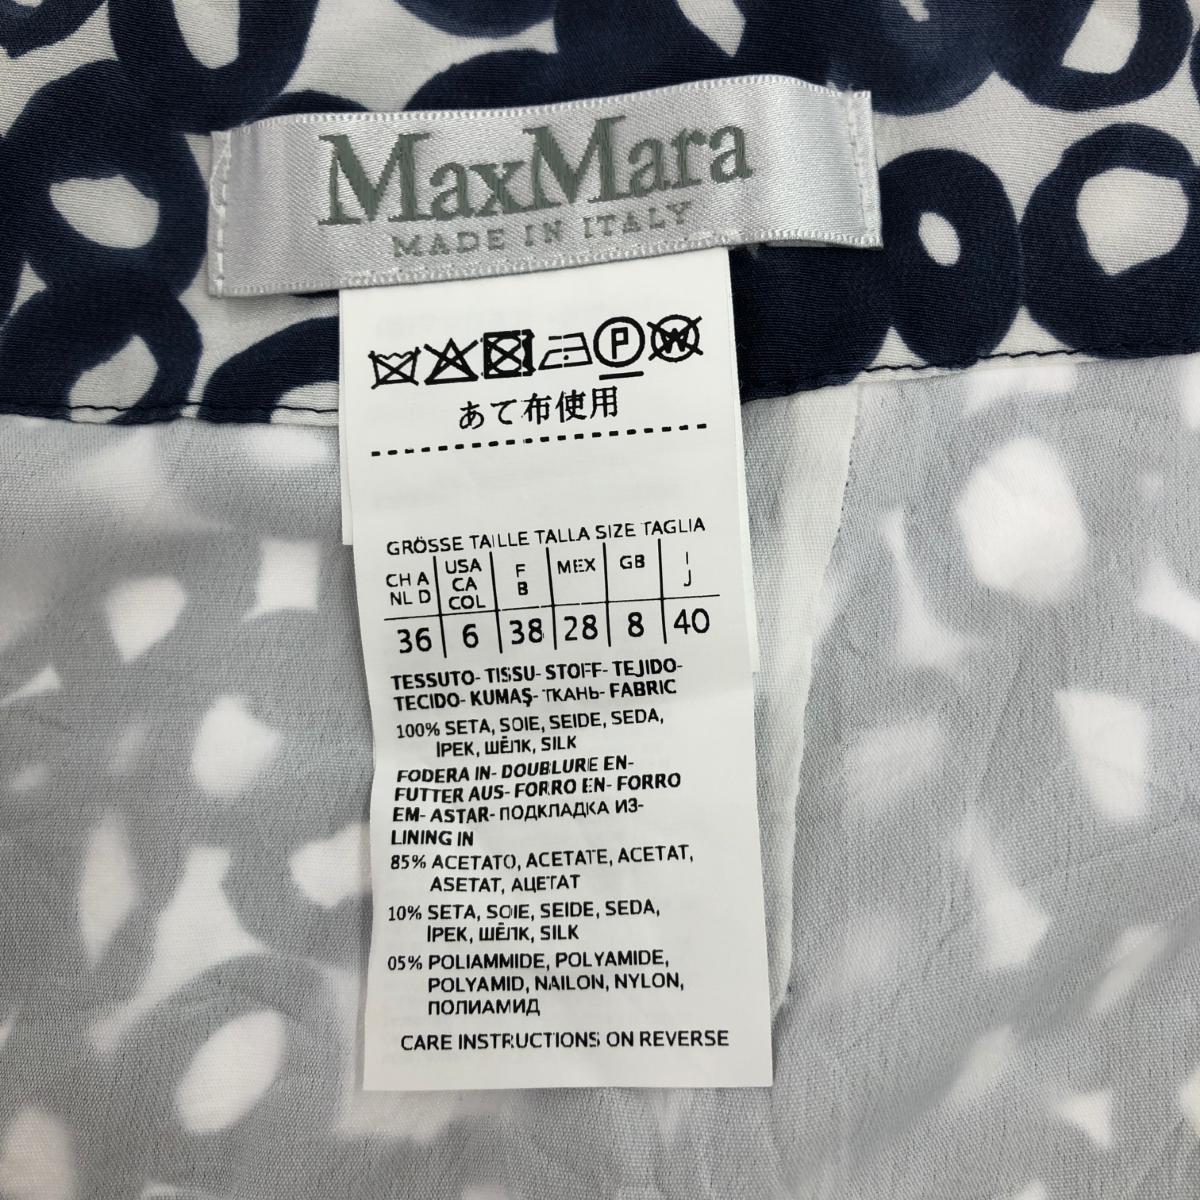 MaxMara
MADE IN ITALY
P W
あて布使用
GRÖSSE TAILLE TALLA SIZE TAGLIA
CH A NL D USA CA COL F B MEX GB I J
36 6 38 28 8 40
TESSUTO- TISSU- STOFF- TEJIDO-
TECIDO- KUMAŞ- ТКАНЬ- FABRIC
100% SETA, SOIE, SEIDE, SEDA,
İPEK, ШЁЛК, SILK
FODERA IN- DOUBLURE EN-
FUTTER AUS- FORRO EN- FORRO
EM- ASTAR- ПОДКЛАДКА ИЗ-
LINING IN
85% ACETATO, ACETATE, ACETAT,
ASETAT, АЦЕТАТ
10% SETA, SOIE, SEIDE, SEDA,
İPEK, ШЁЛК, SILK
05% POLIAMMIDE, POLYAMIDE,
POLYAMID, NAILON, NYLON,
ПОЛИАМИД
CARE INSTRUCTIONS ON REVERSE